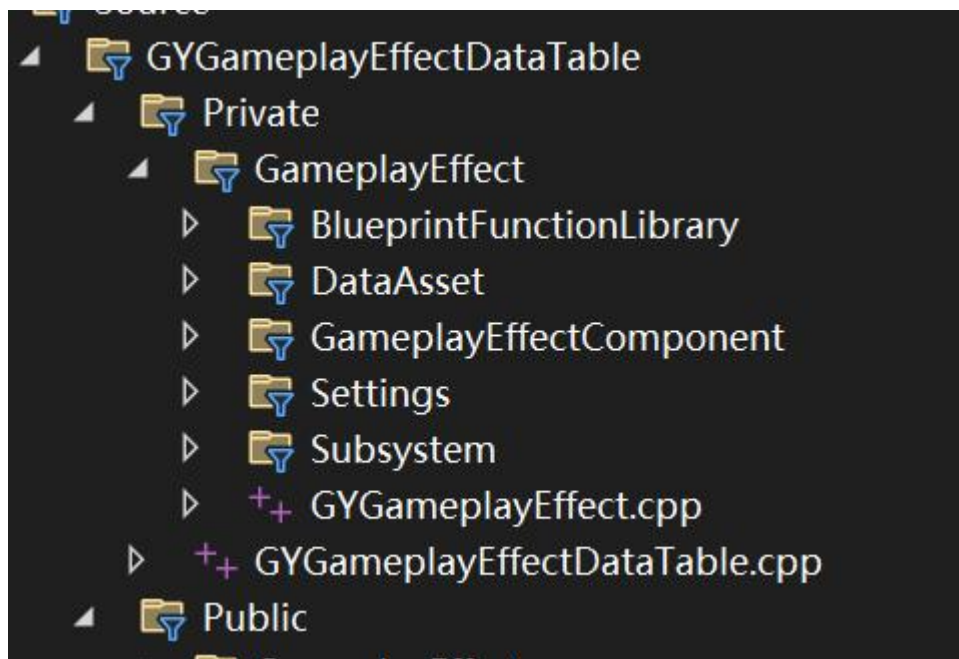 GYGameplayEffectDataTable
Private
GameplayEffect
BlueprintFunctionLibrary
DataAsset
GameplayEffectComponent
Settings
Subsystem
GYGameplayEffect.cpp
GYGameplayEffectDataTable.cpp
Public